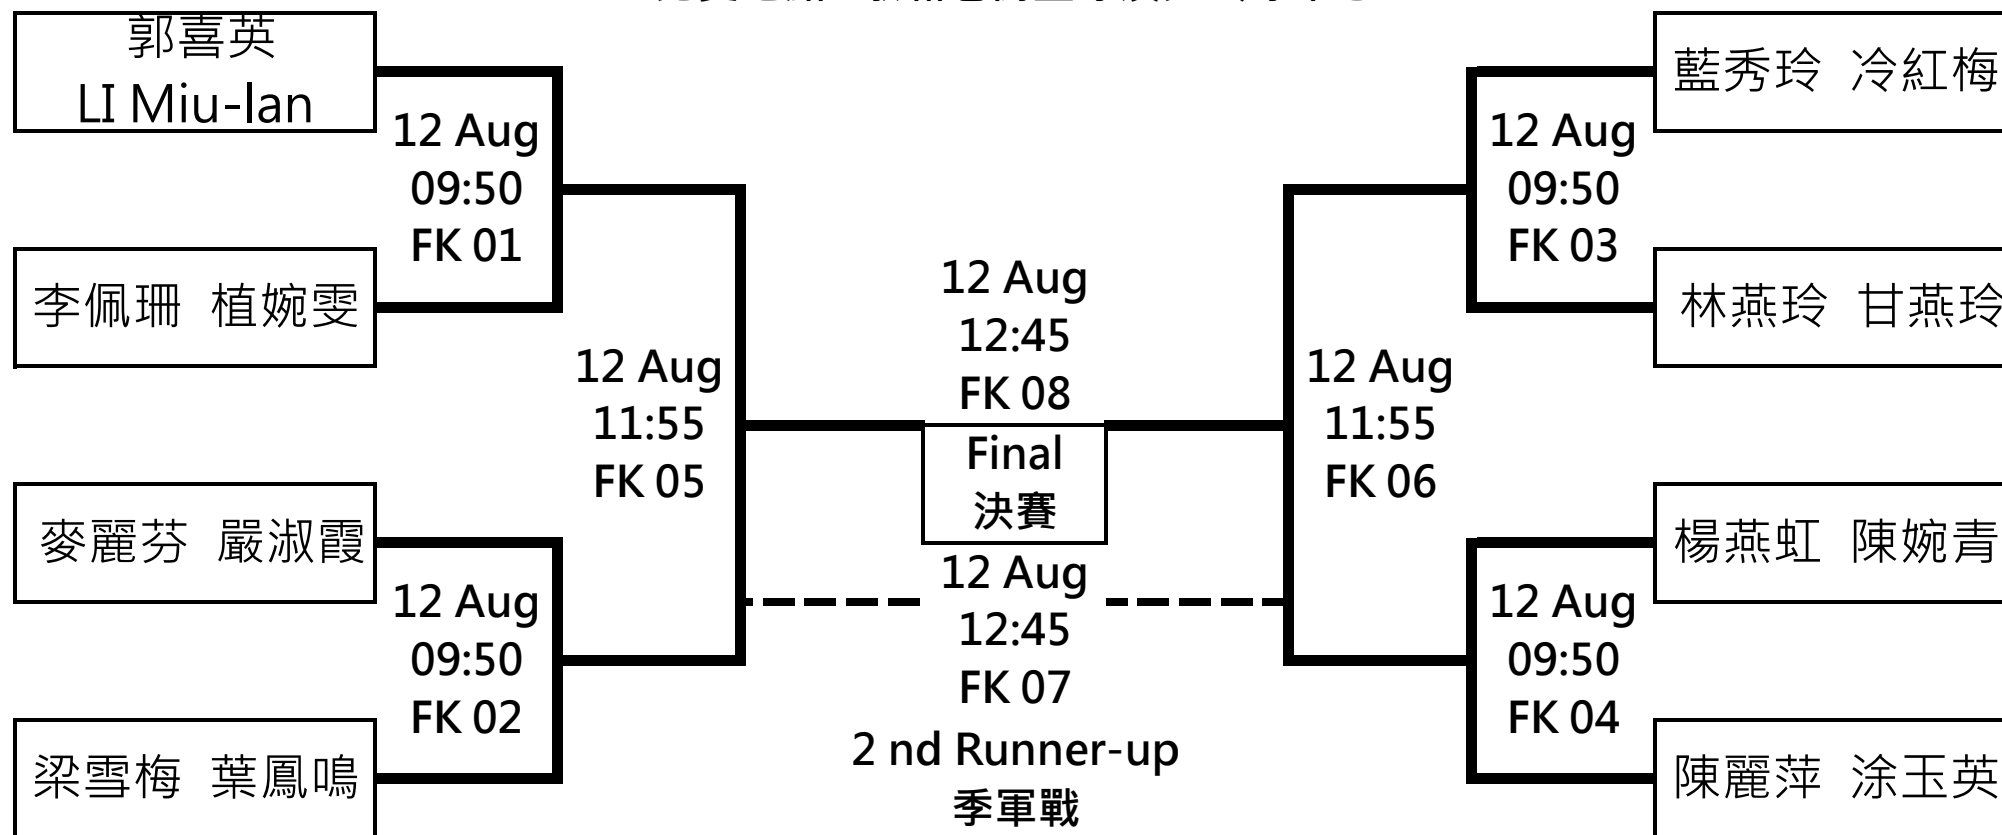 郭喜英
LI Miu-lan
12 Aug
09:50
FK 01
李佩珊 植婉雯
麥麗芬 嚴淑霞
12 Aug
09:50
FK 02
梁雪梅 葉鳳鳴
12 Aug
11:55
FK 05
12 Aug
12:45
FK 08
Final
決賽
12 Aug
12:45
FK 07
2 nd Runner-up
季軍戰
12 Aug
11:55
FK 06
藍秀玲 冷紅梅
12 Aug
09:50
FK 03
林燕玲 甘燕玲
楊燕虹 陳婉青
12 Aug
09:50
FK 04
陳麗萍 涂玉英